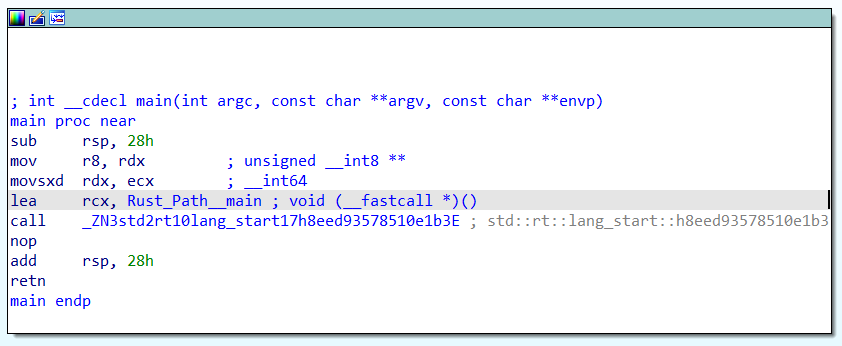 ; int __cdecl main(int argc, const char **argv, const char **envp)
main proc near
sub     rsp, 28h
mov     r8, rdx         ; unsigned __int8 **
movsxd  rdx, ecx        ; __int64
lea     rcx, Rust_Path__main ; void (__fastcall *)()
call    _ZN3std2rt10lang_start17h8eed93578510e1b3E ; std::rt::lang_start::h8eed93578510e1b3
nop
add     rsp, 28h
retn
main endp